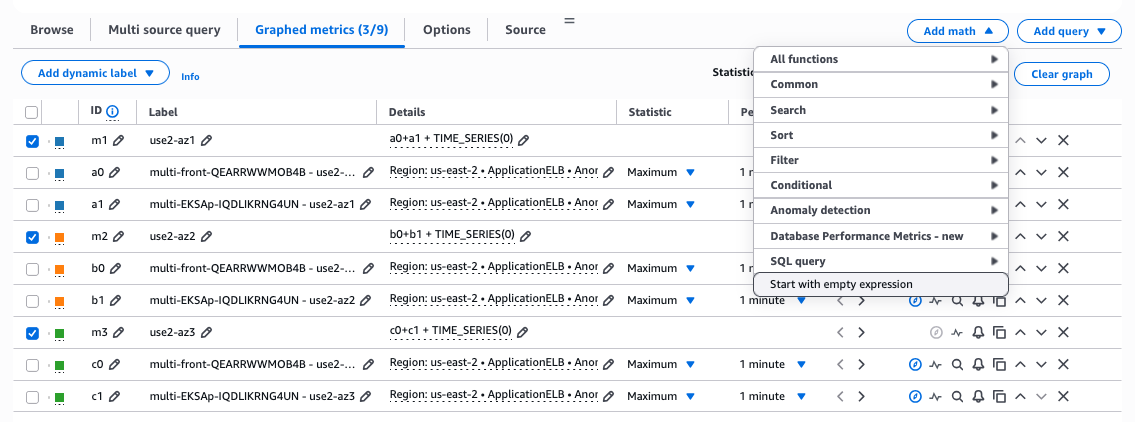 Browse Multi source query Graphed metrics (3/9) Options Source = Add math Add query
Add dynamic label Info Statistic Clear graph
All functions
Common
Search
Sort
Filter
Conditional
Anomaly detection
Database Performance Metrics - new
SQL query
Start with empty expression
ID Label Details Statistic Pe
m1 use2-az1 a0+a1 + TIME_SERIES(0)
a0 multi-front-QEARRWWMOB4B - use2-... Region: us-east-2 • ApplicationELB • Anor Maximum 1 m
a1 multi-EKSAp-IQDLIKRNG4UN - use2-az1 Region: us-east-2 • ApplicationELB • Anor Maximum 1 m
m2 use2-az2 b0+b1 + TIME_SERIES(0)
b0 multi-front-QEARRWWMOB4B - use2-... Region: us-east-2 • ApplicationELB • Anor Maximum 1 m
b1 multi-EKSAp-IQDLIKRNG4UN - use2-az2 Region: us-east-2 • ApplicationELB • Anor Maximum 1 minute
m3 use2-az3 c0+c1 + TIME_SERIES(0)
c0 multi-front-QEARRWWMOB4B - use2-... Region: us-east-2 • ApplicationELB • Anor Maximum 1 minute
c1 multi-EKSAp-IQDLIKRNG4UN - use2-az3 Region: us-east-2 • ApplicationELB • Anor Maximum 1 minute